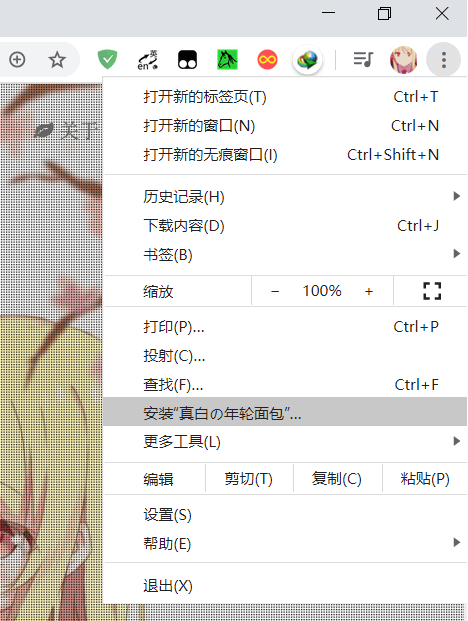 英
en
关于
打开新的标签页(T) Ctrl+T
打开新的窗口(N) Ctrl+N
打开新的无痕窗口(I) Ctrl+Shift+N
历史记录(H)
下载内容(D) Ctrl+J
书签(B)
缩放 − 100% +
打印(P)... Ctrl+P
投射(C)...
查找(F)... Ctrl+F
安装“真白の年轮面包”...
更多工具(L)
编辑 剪切(T) 复制(C) 粘贴(P)
设置(S)
帮助(E)
退出(X)